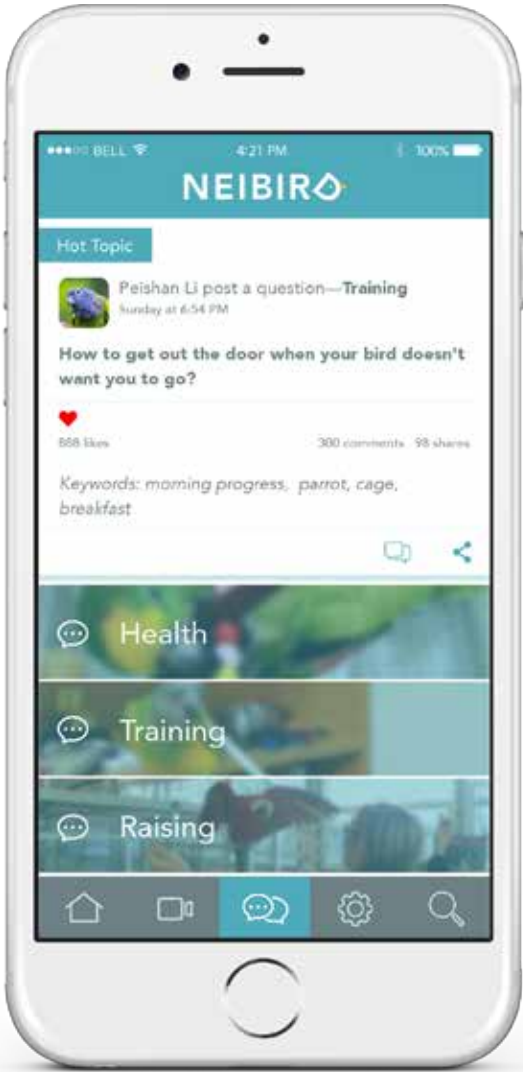 BELL 4:21 PM 100%
NEIBIRD
Hot Topic
Peishan Li post a question—Training
Sunday at 6:54 PM
How to get out the door when your bird doesn't
want you to go?
888 likes 300 comments 98 shares
Keywords: morning progress, parrot, cage,
breakfast
Health
Training
Raising